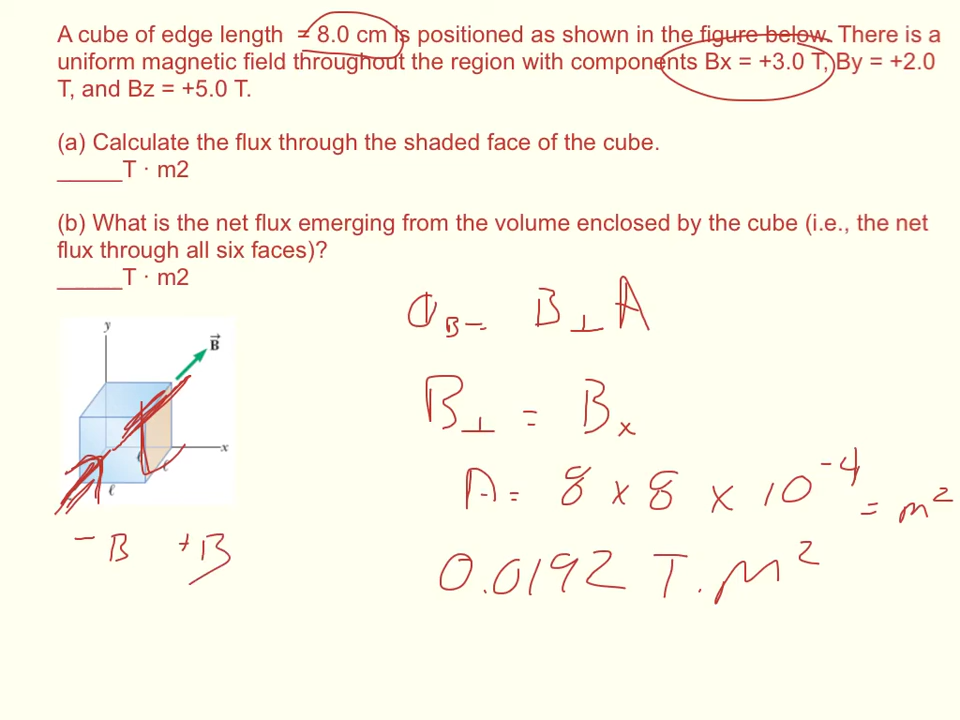 A cube of edge length = 8.0 cm is positioned as shown in the figure below. There is a
uniform magnetic field throughout the region with components Bx = +3.0 T, By = +2.0
T, and Bz = +5.0 T.
(a) Calculate the flux through the shaded face of the cube.
_____T · m2
(b) What is the net flux emerging from the volume enclosed by the cube (i.e., the net
flux through all six faces)?
_____T · m2
Φ B = B⊥ A
y
B⃗
B⊥ = Bx
x
ℓ
ℓ
ℓ
A = 8 × 8 × 10⁻⁴ = m²
- B + B
0.0192 T. m²